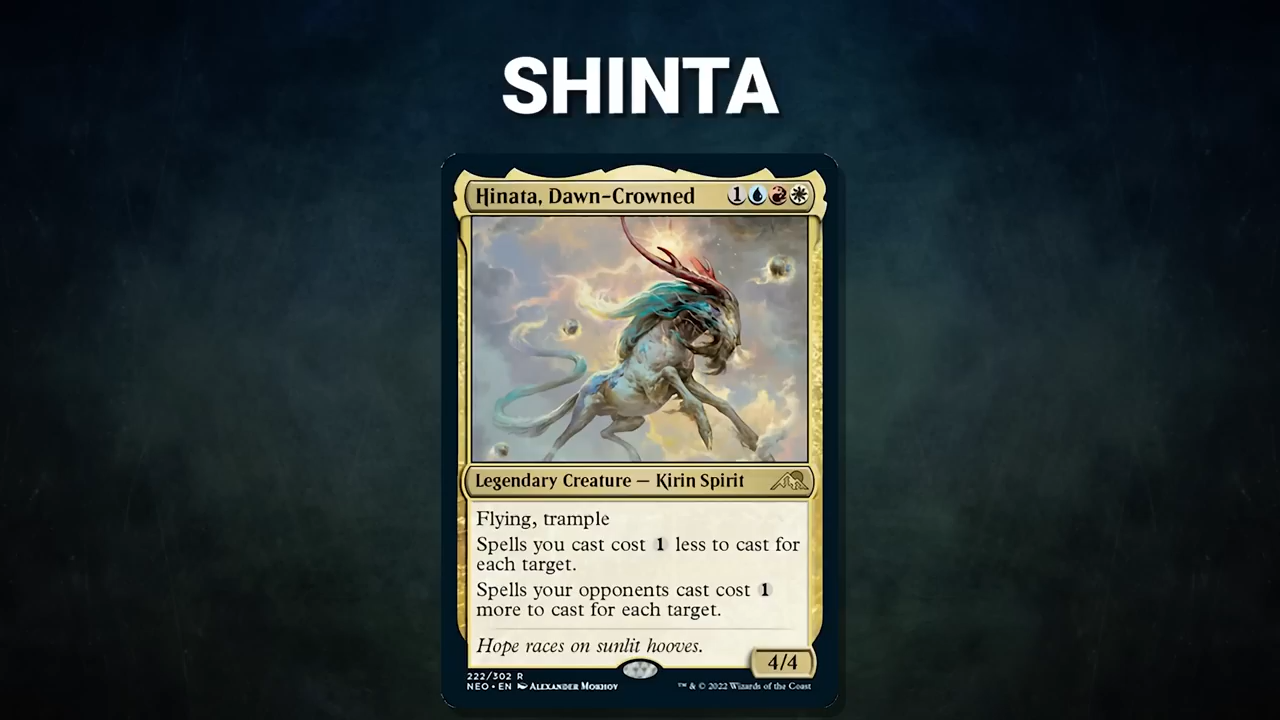 SHINTA
Hinata, Dawn-Crowned 1
Legendary Creature — Kirin Spirit
Flying, trample
Spells you cast cost 1 less to cast for
each target.
Spells your opponents cast cost 1
more to cast for each target.
Hope races on sunlit hooves.
4/4
222/302 R
NEO • EN Alexander Mokhov
™ & © 2022 Wizards of the Coast